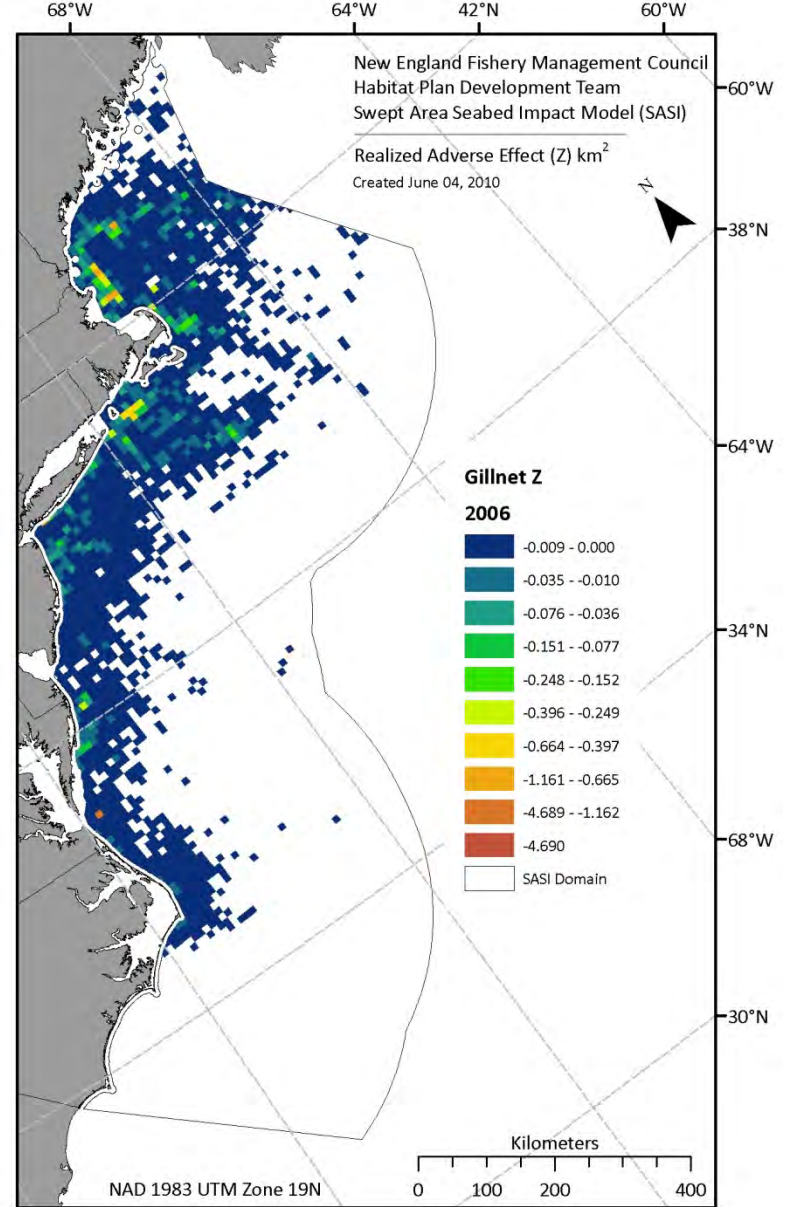 68°W
64°W
42°N
60°W
New England Fishery Management Council
Habitat Plan Development Team
Swept Area Seabed Impact Model (SASI)
Realized Adverse Effect (Z) km²
Created June 04, 2010
N
60°W
38°N
64°W
34°N
68°W
30°N
Gillnet Z
2006
-0.009 - 0.000
-0.035 - -0.010
-0.076 - -0.036
-0.151 - -0.077
-0.248 - -0.152
-0.396 - -0.249
-0.664 - -0.397
-1.161 - -0.665
-4.689 - -1.162
-4.690
SASI Domain
Kilometers
0 100 200 400
NAD 1983 UTM Zone 19N